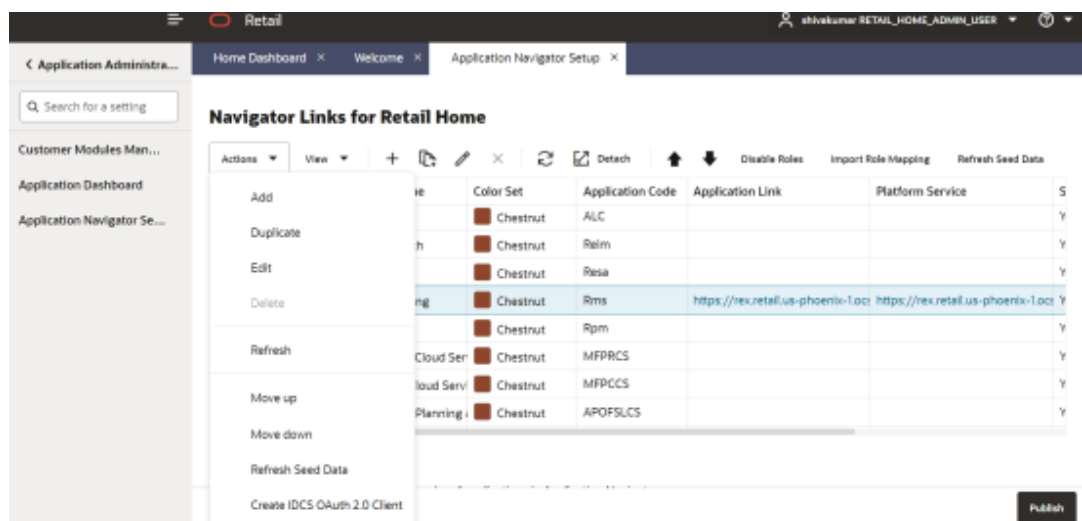 Retail
shivakumar RETAIL_HOME_ADMIN_USER
Application Administra...
Home Dashboard
Welcome
Application Navigator Setup
Search for a setting
Customer Modules Man...
Application Dashboard
Application Navigator Se...
Navigator Links for Retail Home
Actions View Detach Disable Roles Import Role Mapping Refresh Seed Data
Add
Duplicate
Edit
Delete
Refresh
Move up
Move down
Refresh Seed Data
Create IDCS OAuth 2.0 Client
Color Set Application Code Application Link Platform Service S
Chestnut ALC Y
Chestnut Reim Y
Chestnut Resa Y
ng Chestnut Rms https://rex.retail.us-phoenix-1.ocs https://rex.retail.us-phoenix-1.ocs Y
Chestnut Rpm Y
Cloud Ser Chestnut MFPRCS Y
loud Servi Chestnut MFPCCS Y
Planning Chestnut APOFSLCS Y
Publish